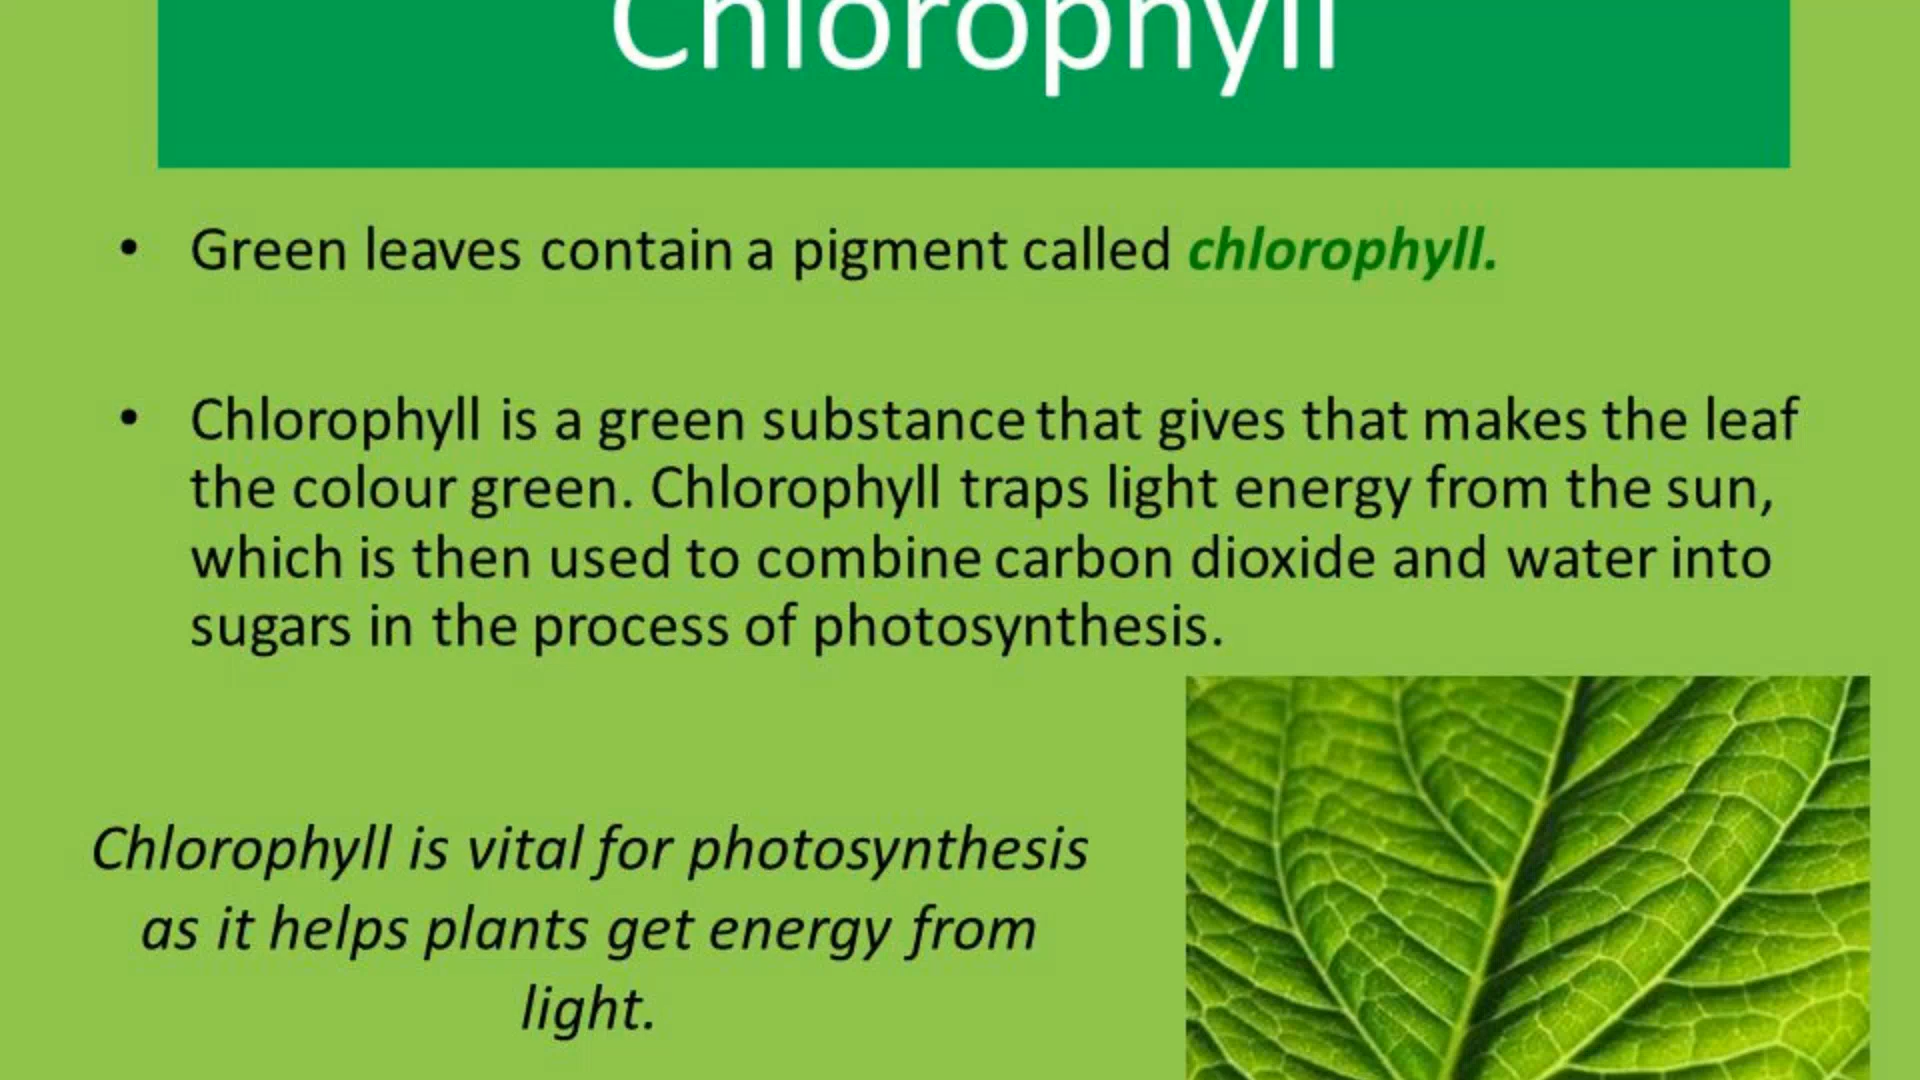 Chlorophyll
• Green leaves contain a pigment called chlorophyll.
• Chlorophyll is a green substance that gives that makes the leaf
the colour green. Chlorophyll traps light energy from the sun,
which is then used to combine carbon dioxide and water into
sugars in the process of photosynthesis.
Chlorophyll is vital for photosynthesis
as it helps plants get energy from
light.